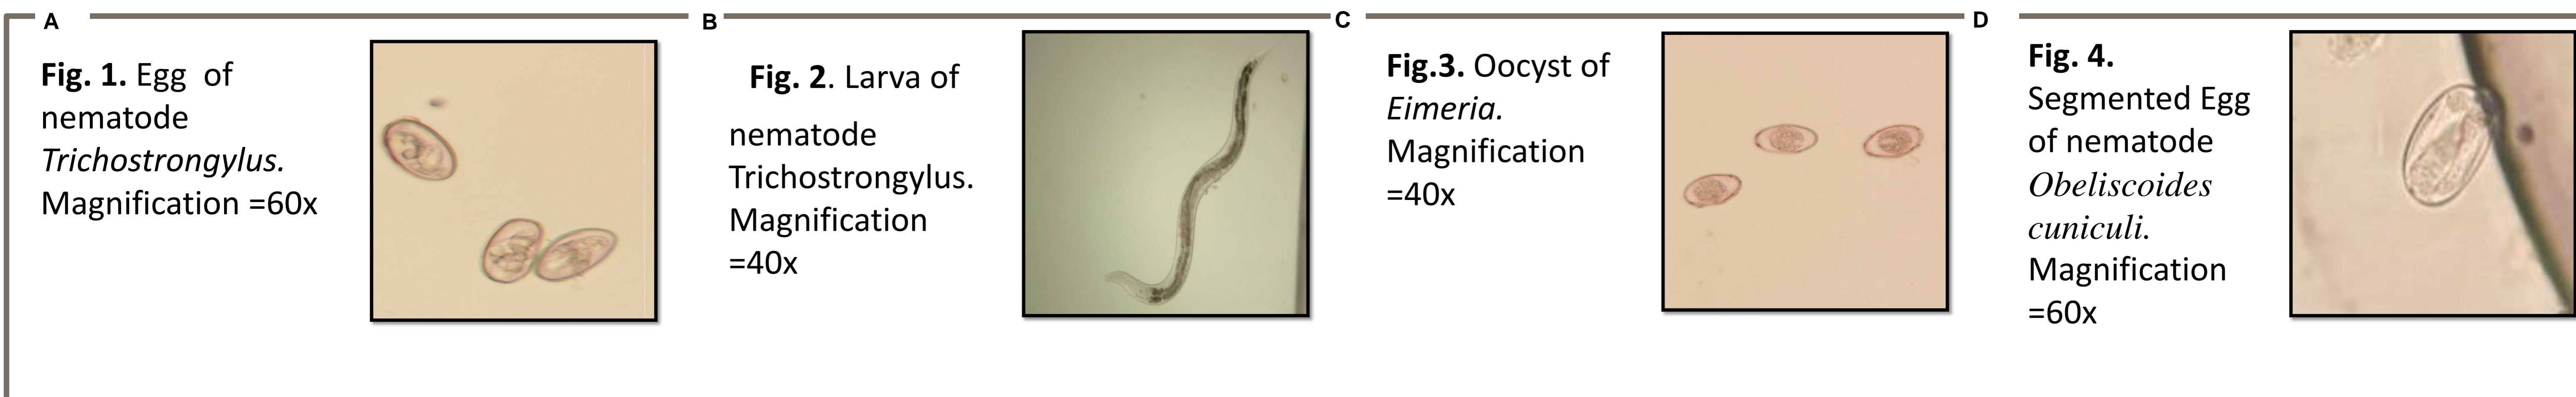 A
Fig. 1. Egg of
nematode
Trichostrongylus.
Magnification =60x
B
Fig. 2. Larva of
nematode
Trichostrongylus.
Magnification
=40x
C
Fig.3. Oocyst of
Eimeria.
Magnification
=40x
D
Fig. 4.
Segmented Egg
of nematode
Obeliscoides
cuniculi.
Magnification
=60x